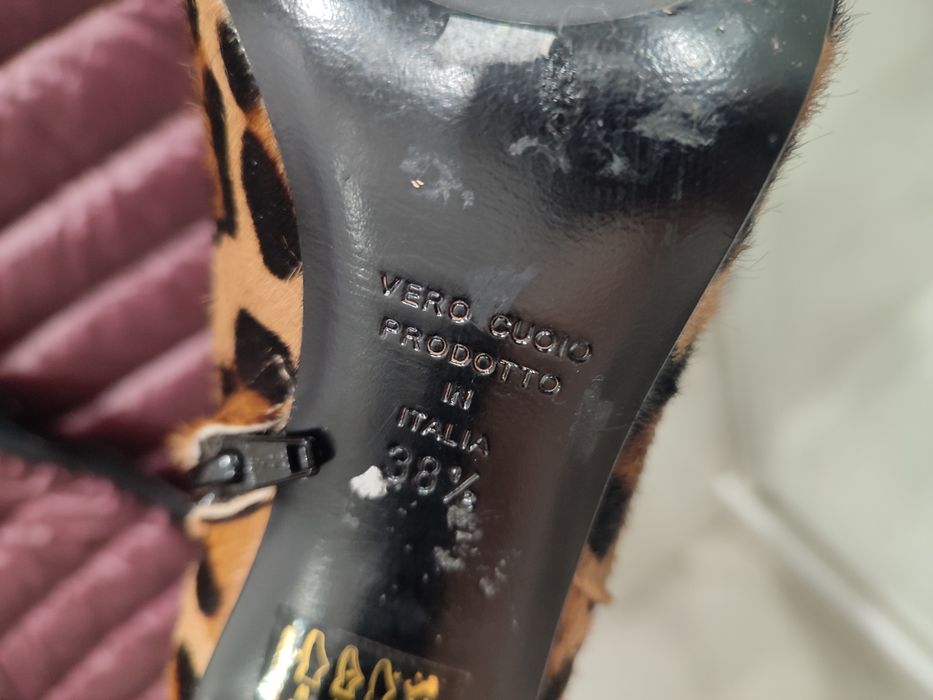 VERO CUOIO
PRODOTTO
IN
ITALIA
38½